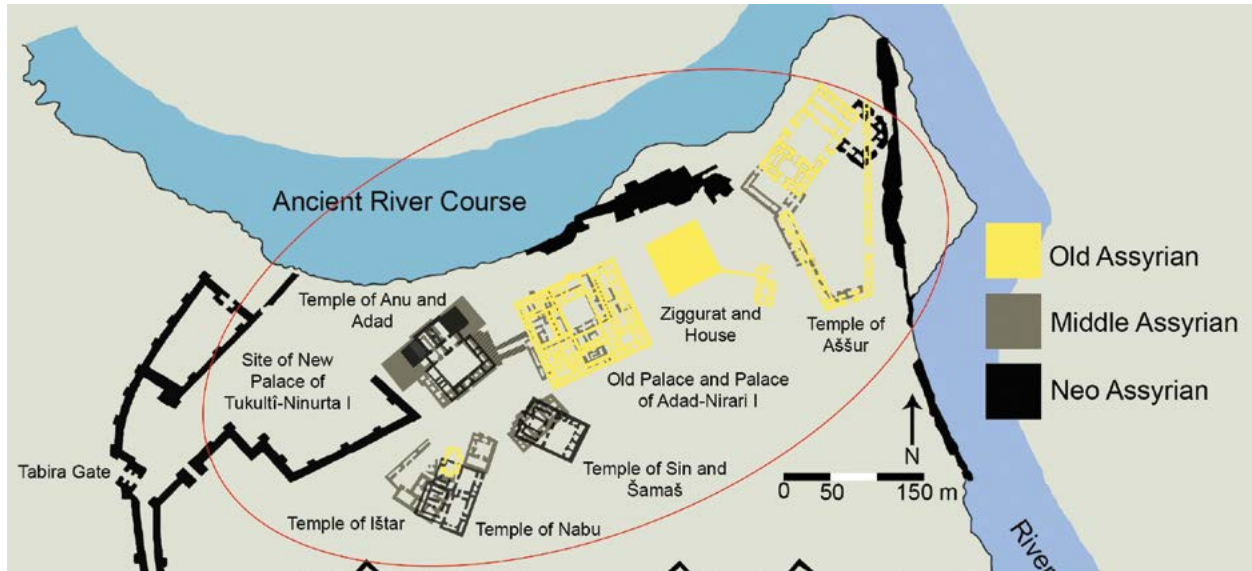 Ancient River Course
Temple of Anu and
Adad
Site of New
Palace of
Tukultî-Ninurta I
Tabira Gate
Temple of Ištar
Temple of Nabu
Temple of Sin and
Šamaš
Old Palace and Palace
of Adad-Nirari I
Ziggurat and
House
Temple of
Aššur
Old Assyrian
Middle Assyrian
Neo Assyrian
N
0 50 150 m
River